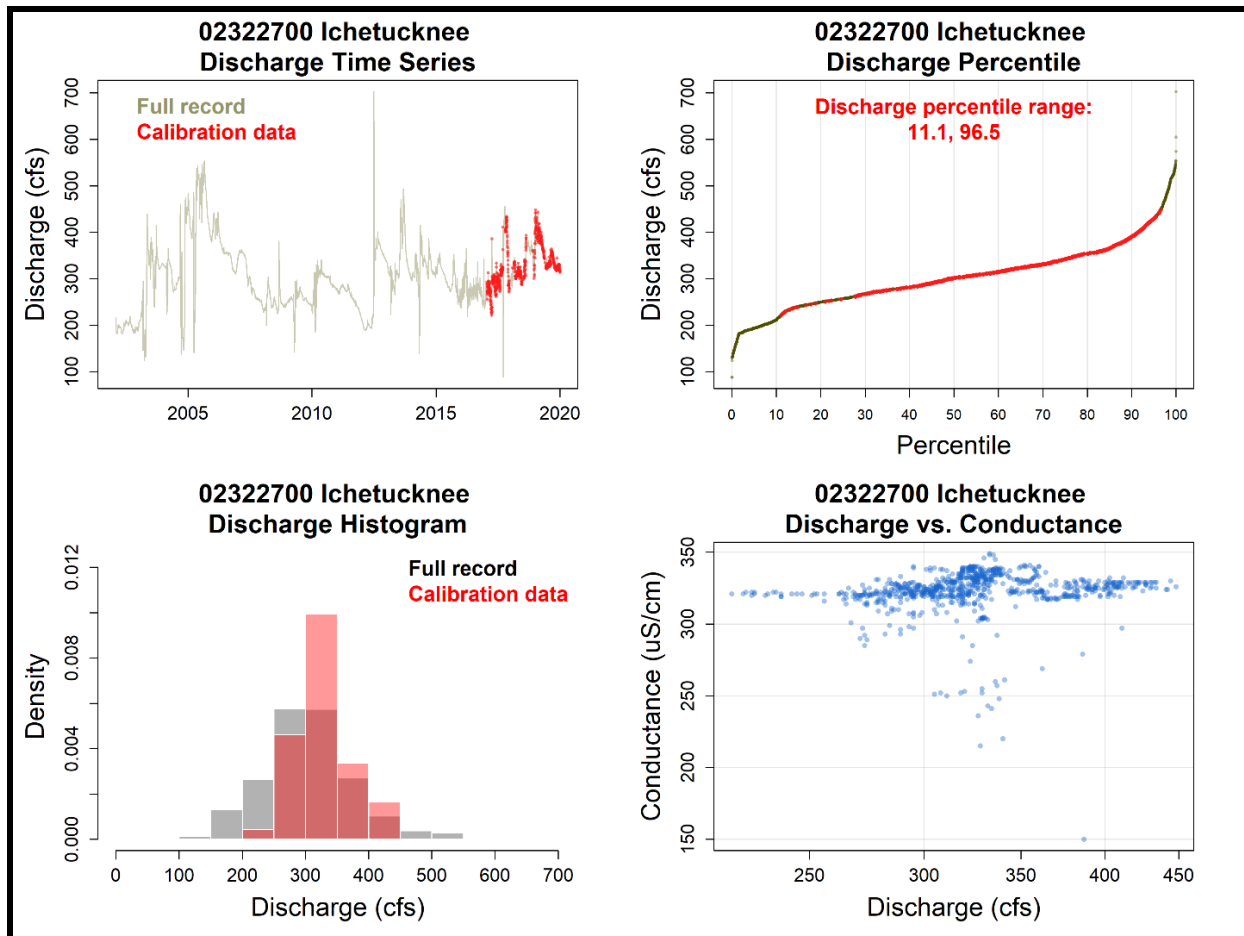 02322700 Ichetucknee
Discharge Time Series
Full record
Calibration data
Discharge (cfs)
700
600
500
400
300
200
100
2005
2010
2015
2020
02322700 Ichetucknee
Discharge Percentile
Discharge percentile range:
11.1, 96.5
Discharge (cfs)
700
600
500
400
300
200
100
0
10
20
30
40
50
60
70
80
90
100
Percentile
02322700 Ichetucknee
Discharge Histogram
Full record
Calibration data
Density
0.012
0.008
0.004
0.000
0
100
200
300
400
500
600
700
Discharge (cfs)
02322700 Ichetucknee
Discharge vs. Conductance
Conductance (uS/cm)
350
300
250
200
150
250
300
350
400
450
Discharge (cfs)